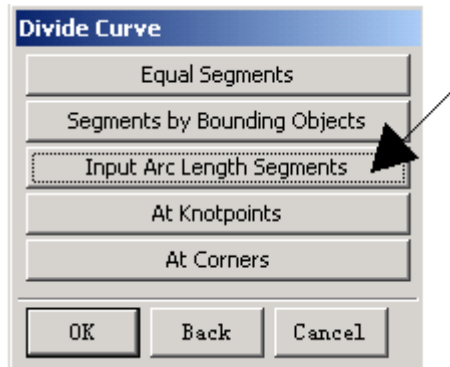 Divide Curve
Equal Segments
Segments by Bounding Objects
Input Arc Length Segments
At Knotpoints
At Corners
OK Back Cancel